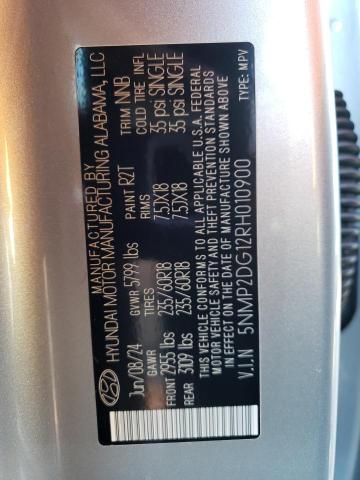 MANUFACTURED BY
HYUNDAI MOTOR MANUFACTURING ALABAMA, LLC
Jun/08/24 PAINT R2T TRIM NNB
GVWR 5799 lbs
GAWR TIRES RIMS COLD TIRE INFL
FRONT 2955 lbs 235/60R18 7.5JX18 35 psi SINGLE
REAR 3109 lbs 235/60R18 7.5JX18 35 psi SINGLE
THIS VEHICLE CONFORMS TO ALL APPLICABLE U.S.A. FEDERAL
MOTOR VEHICLE SAFETY AND THEFT PREVENTION STANDARDS
IN EFFECT ON THE DATE OF MANUFACTURE SHOWN ABOVE
V.I.N 5NMP2DG12RH010900 TYPE: MPV